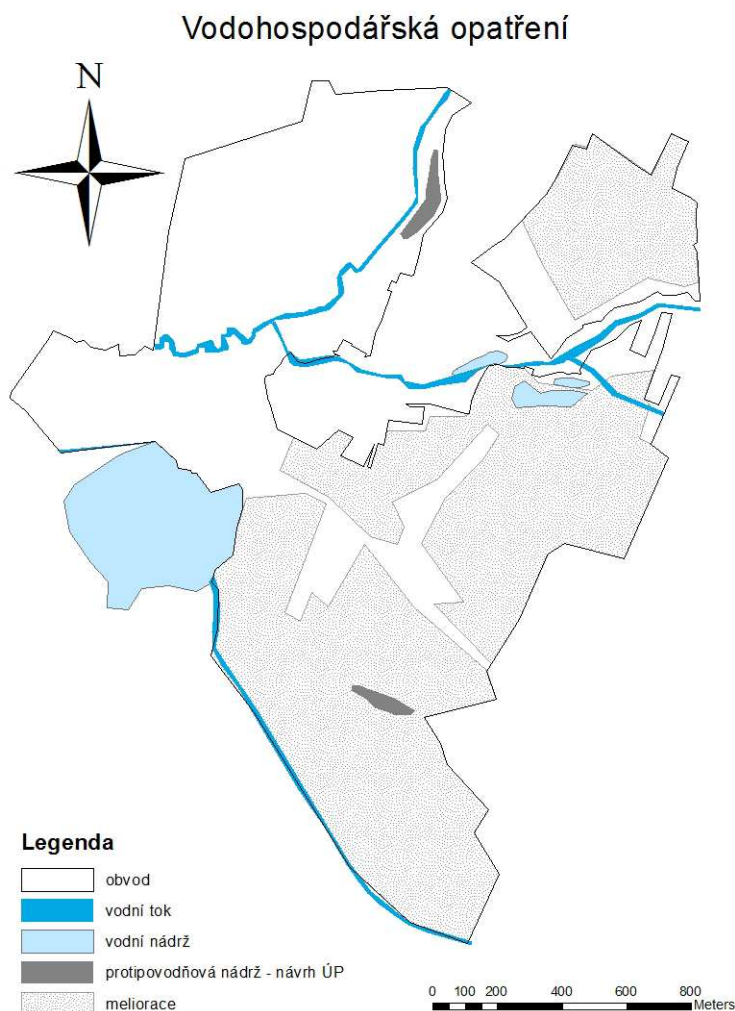 Vodohospodářská opatření
N
Legenda
obvod
vodní tok
vodní nádrž
protipovodňová nádrž - návrh ÚP
meliorace
0 100 200 400 600 800
Meters